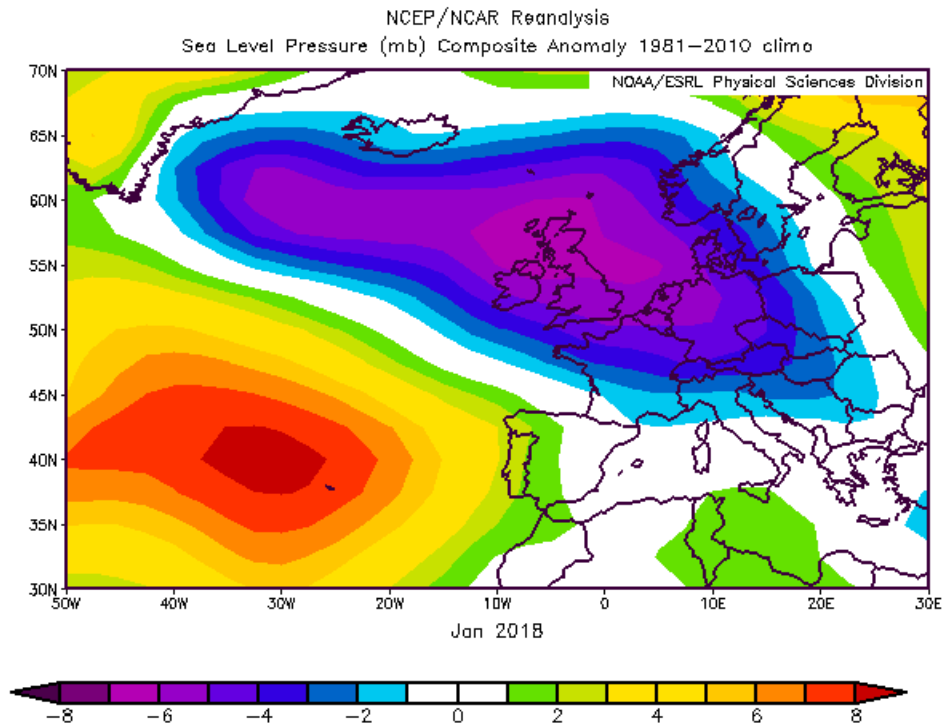 NCEP/NCAR Reanalysis
Sea Level Pressure (mb) Composite Anomaly 1981-2010 climo
NOAA/ESRL Physical Sciences Division
70N
65N
60N
55N
50N
45N
40N
35N
30N
50W 40W 30W 20W 10W 0 10E 20E 30E
Jan 2018
-8 -6 -4 -2 0 2 4 6 8